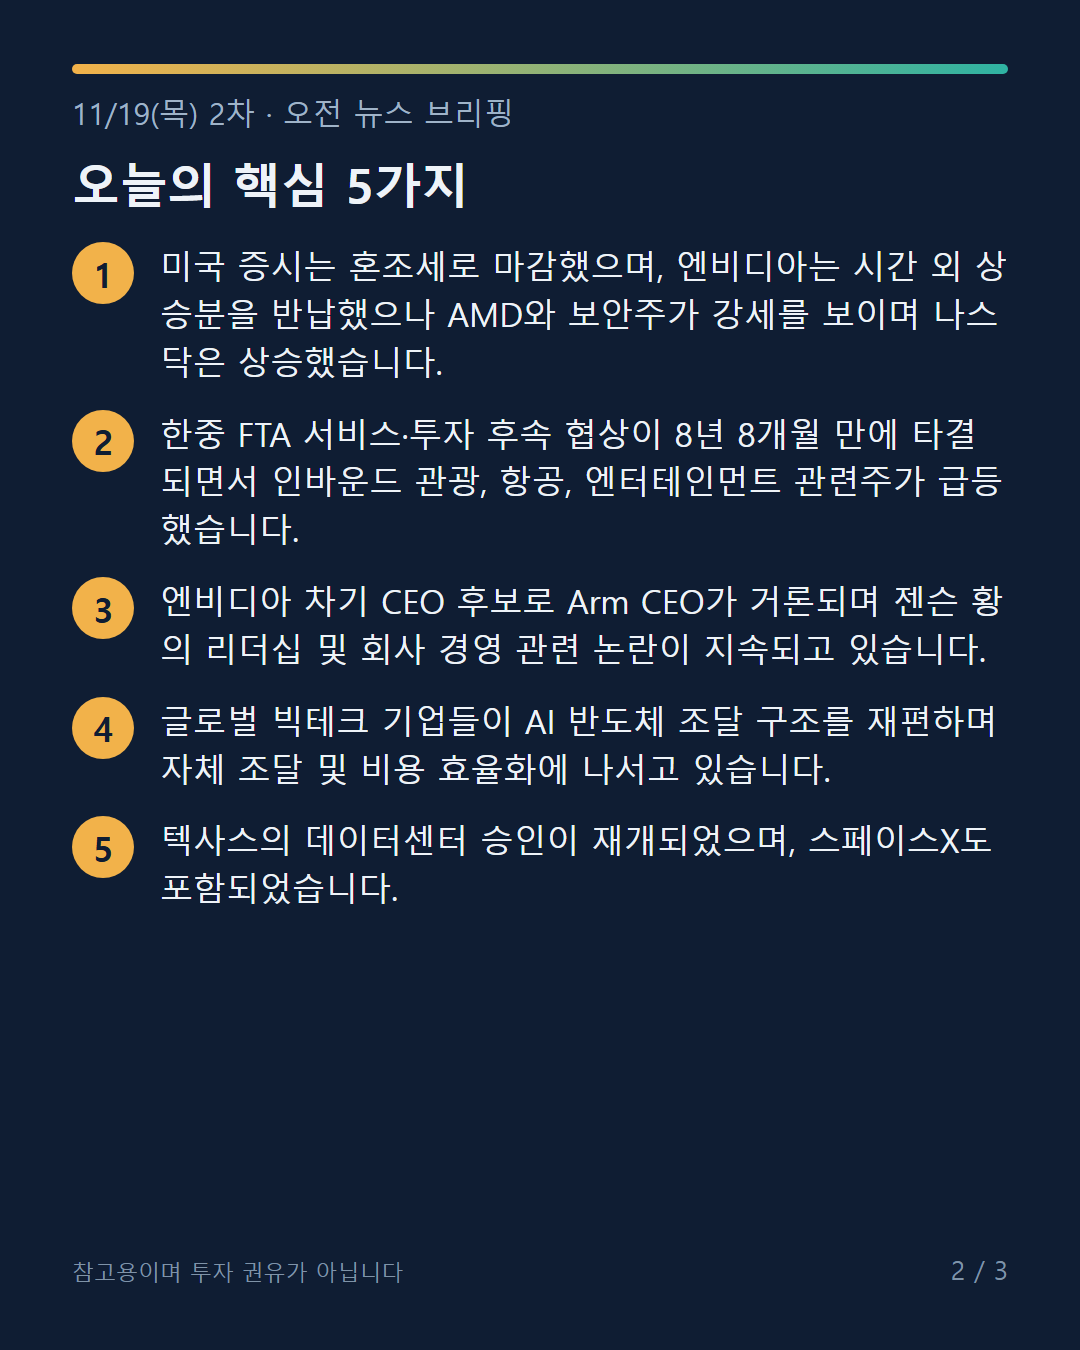 11/19(목) 2차 · 오전 뉴스 브리핑
오늘의 핵심 5가지
1
미국 증시는 혼조세로 마감했으며, 엔비디아는 시간 외 상
승분을 반납했으나 AMD와 보안주가 강세를 보이며 나스
닥은 상승했습니다.
2
한중 FTA 서비스·투자 후속 협상이 8년 8개월 만에 타결
되면서 인바운드 관광, 항공, 엔터테인먼트 관련주가 급등
했습니다.
3
엔비디아 차기 CEO 후보로 Arm CEO가 거론되며 젠슨 황
의 리더십 및 회사 경영 관련 논란이 지속되고 있습니다.
4
글로벌 빅테크 기업들이 AI 반도체 조달 구조를 재편하며
자체 조달 및 비용 효율화에 나서고 있습니다.
5
텍사스의 데이터센터 승인이 재개되었으며, 스페이스X도
포함되었습니다.
참고용이며 투자 권유가 아닙니다
2 / 3